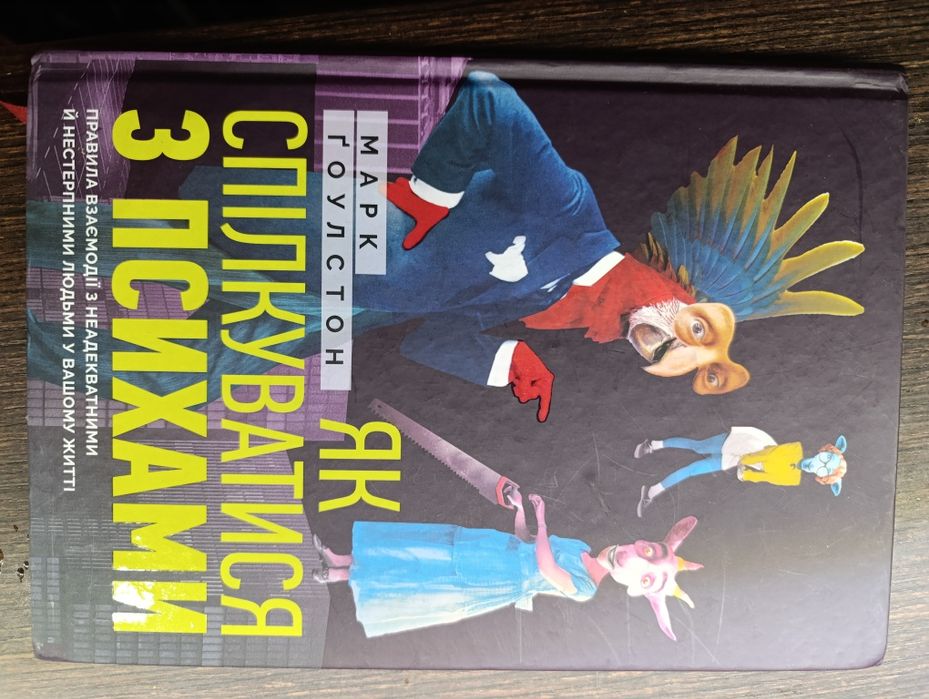 МАРК
ҐОУЛСТОН
ЯК
СПІЛКУВАТИСЯ
З ПСИХАМИ
ПРАВИЛА ВЗАЄМОДІЇ З НЕАДЕКВАТНИМИ
Й НЕСТЕРПНИМИ ЛЮДЬМИ У ВАШОМУ ЖИТТІ